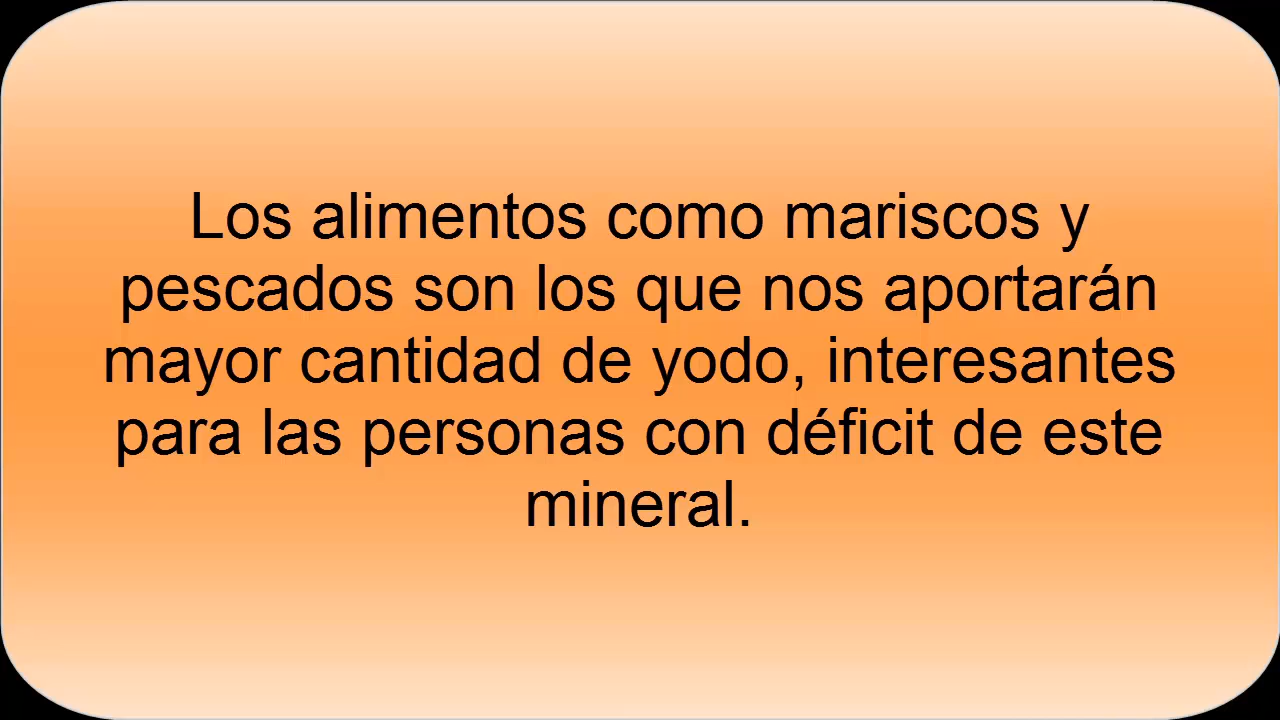 Los alimentos como mariscos y
pescados son los que nos aportarán
mayor cantidad de yodo, interesantes
para las personas con déficit de este
mineral.